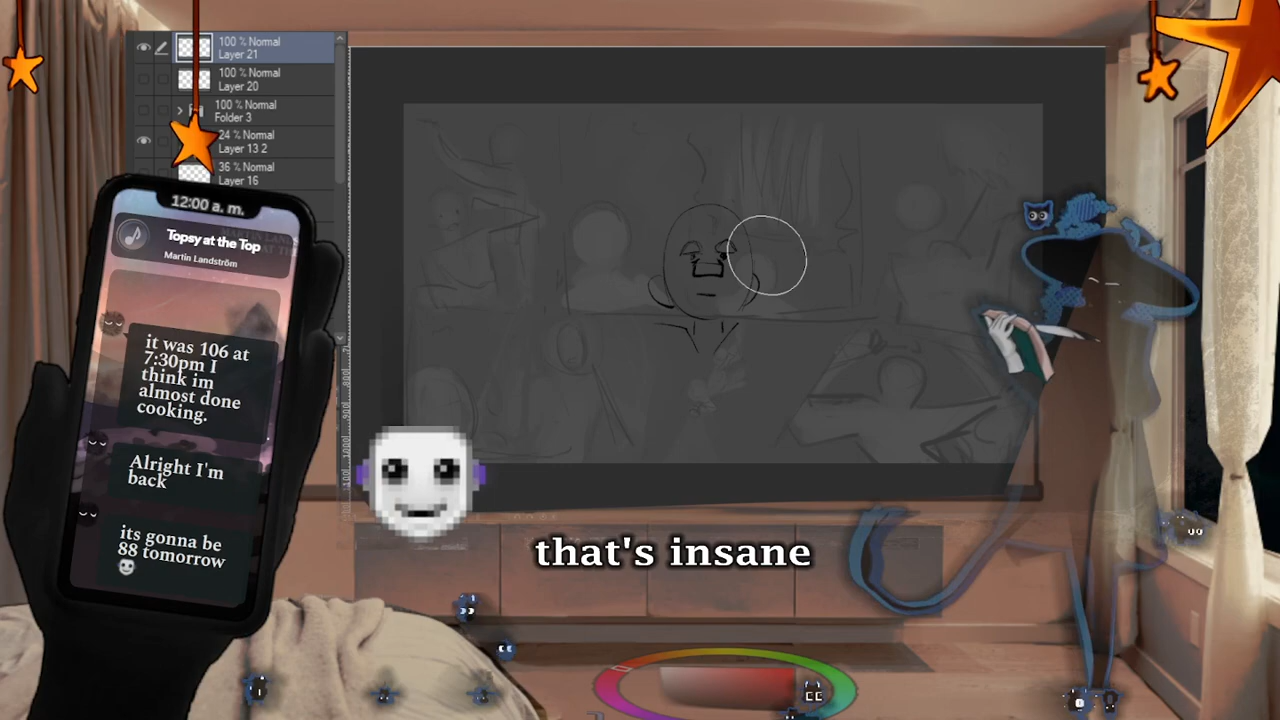 100 % Normal
Layer 21
100 % Normal
Layer 20
100 % Normal
Folder 3
24 % Normal
Layer 13 2
36 % Normal
Layer 16
12:00 a. m.
Topsy at the Top
Martin Landström
it was 106 at
7:30pm I
think im
almost done
cooking.
Alright I'm
back
its gonna be
88 tomorrow
that's insane